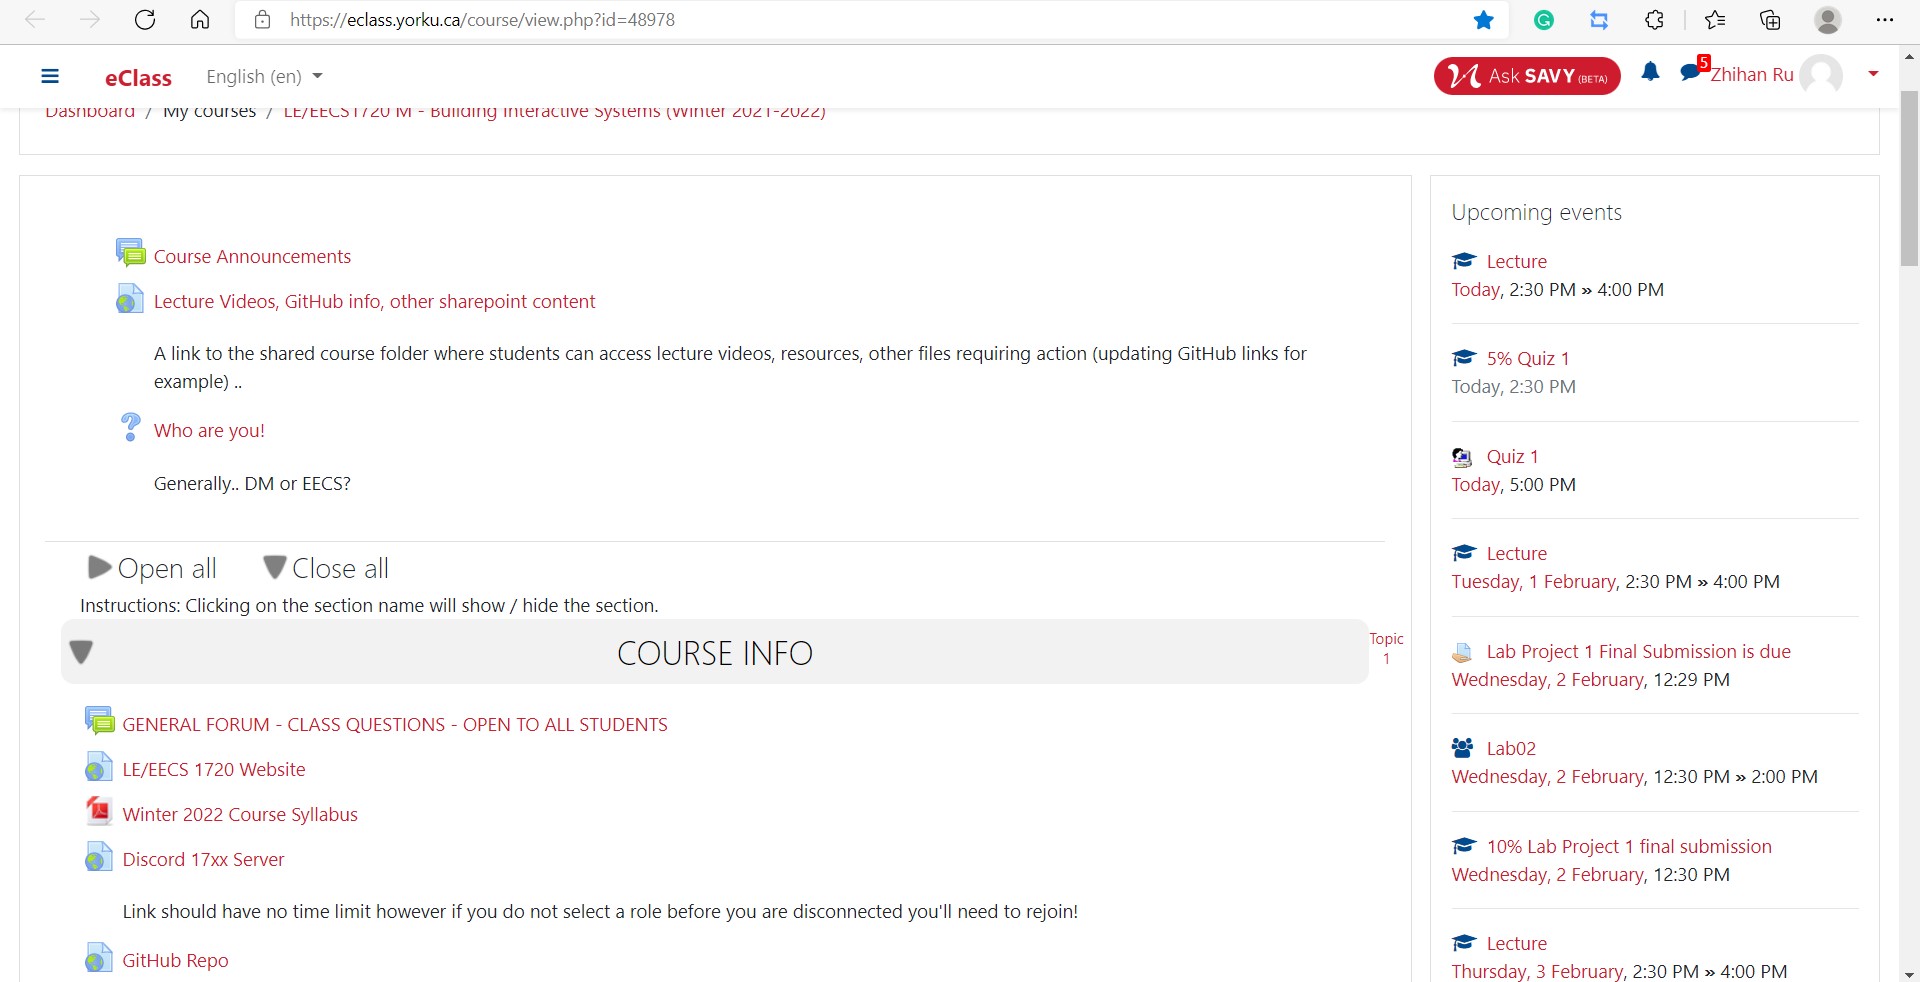 https://eclass.yorku.ca/course/view.php?id=48978
eClass
English (en)
Ask SAVY (BETA)
5
Zhihan Ru
Dashboard / My courses / LE/EECS1720 M - Building Interactive Systems (Winter 2021-2022)
Course Announcements
Lecture Videos, GitHub info, other sharepoint content
A link to the shared course folder where students can access lecture videos, resources, other files requiring action (updating GitHub links for
example) ..
Who are you!
Generally.. DM or EECS?
Open all
Close all
Instructions: Clicking on the section name will show / hide the section.
COURSE INFO
Topic
1
GENERAL FORUM - CLASS QUESTIONS - OPEN TO ALL STUDENTS
LE/EECS 1720 Website
Winter 2022 Course Syllabus
Discord 17xx Server
Link should have no time limit however if you do not select a role before you are disconnected you'll need to rejoin!
GitHub Repo
Upcoming events
Lecture
Today, 2:30 PM » 4:00 PM
5% Quiz 1
Today, 2:30 PM
Quiz 1
Today, 5:00 PM
Lecture
Tuesday, 1 February, 2:30 PM » 4:00 PM
Lab Project 1 Final Submission is due
Wednesday, 2 February, 12:29 PM
Lab02
Wednesday, 2 February, 12:30 PM » 2:00 PM
10% Lab Project 1 final submission
Wednesday, 2 February, 12:30 PM
Lecture
Thursday, 3 February, 2:30 PM » 4:00 PM